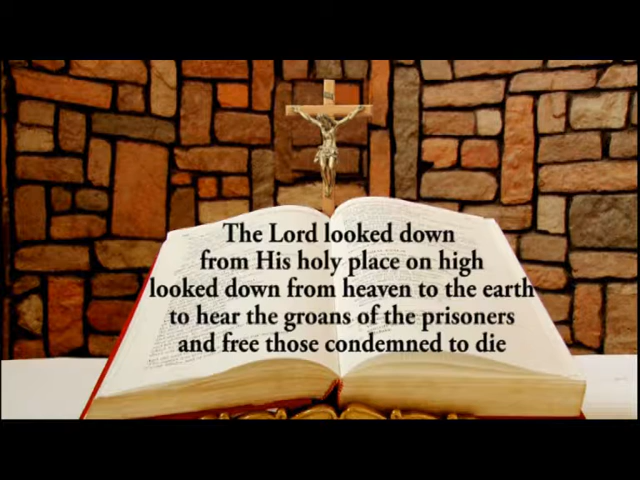 The Lord looked down
from His holy place on high
looked down from heaven to the earth
to hear the groans of the prisoners
and free those condemned to die